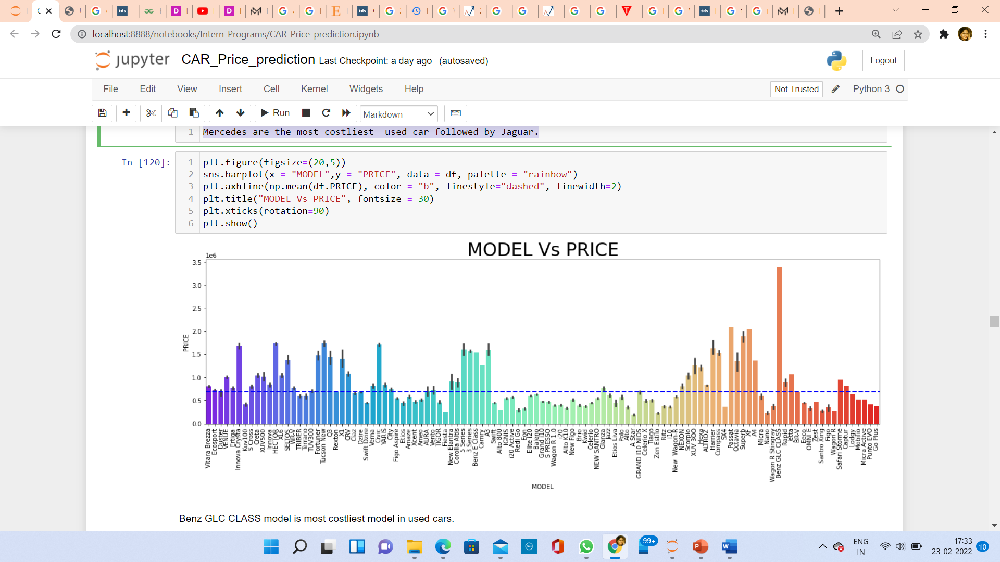 localhost:8888/notebooks/Intern_Programs/CAR_Price_prediction.ipynb
jupyter CAR_Price_prediction Last Checkpoint: a day ago (autosaved)
Logout
File Edit View Insert Cell Kernel Widgets Help
Not Trusted
Python 3
Run
Markdown
1 Mercedes are the most costliest  used car followed by Jaguar.
In [120]:
1 plt.figure(figsize=(20,5))
2 sns.barplot(x = "MODEL",y = "PRICE", data = df, palette = "rainbow")
3 plt.axhline(np.mean(df.PRICE), color = "b", linestyle="dashed", linewidth=2)
4 plt.title("MODEL Vs PRICE", fontsize = 30)
5 plt.xticks(rotation=90)
6 plt.show()
MODEL Vs PRICE
1e6
3.5
3.0
2.5
2.0
1.5
1.0
0.5
0.0
PRICE
Vitara Brezza
Ecosport
Duster
VENUE
Ertiga
Innova Crysta
Kuv100
S Cross
Creta
XUV500
Innova
HECTOR
XL6
SELTOS
WR-V
TRIBER
Terrano
TUV300
Fortuner
Tucson New
Q3
Rexton
X1
CRV
Ciaz
Dzire
Swift Dzire
Verna
Civic
YARIS
City
Figo Aspire
Etios
Amaze
Xcent
Ameo
AURA
Vento
TIGOR
Fiesta
New Elantra
Corolla Altis
5 Series
3 Series
Benz E Class
Camry
A3
Swift
Alto 800
IGNIS
i20 Active
Redi Go
Eon
Elite i20
Baleno
Grand i10
S PRESSO
Wagon R 1.0
i20
Alto K10
New Figo
Brio
Kwid
Celerio
NEW SANTRO
Glanza
Jazz
Etios Liva
Polo
Alto
A Star
GRAND I10 NIOS
Celerio X
Tiago
Zen Estilo
Ritz
i10
New  Wagon-R
NEXON
Scorpio
XUV 3OO
Hexa
ALTROZ
Harrier
Compass
SX4
Passat
Octavia
Superb
XF
A4
Micra
Nano
Wagon R Stingray
Benz GLC CLASS
Rapid
Jetta
BR-V
Eeco
OMNI E
Zest
Santro Xing
Figo
Wagon R
Safari Storme
Captur
Lodgy
Mobilio
Micra Active
Punto EVO
Go Plus
MODEL
Benz GLC CLASS model is most costliest model in used cars.
99+
ENG
IN
17:33
23-02-2022
10